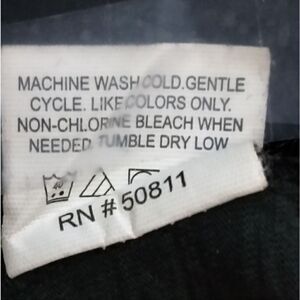 MACHINE WASH COLD.GENTLE
CYCLE. LIKE COLORS ONLY.
NON-CHLORINE BLEACH WHEN
NEEDED TUMBLE DRY LOW
RN #50811